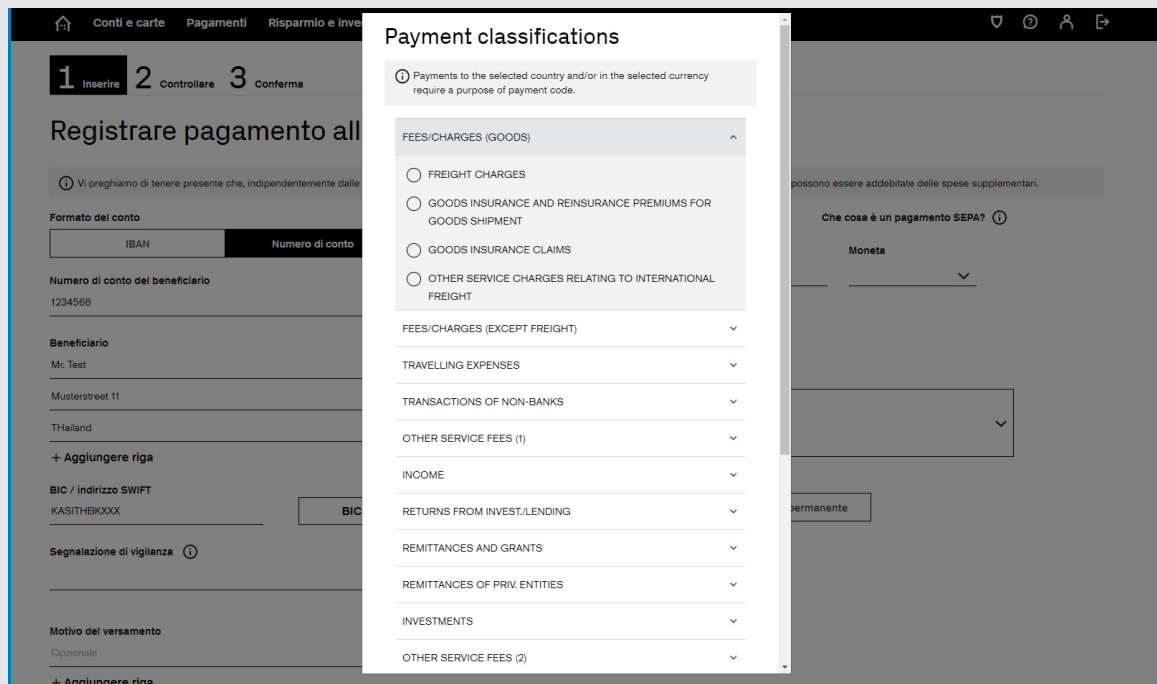 Conti e carte Pagamenti Risparmio e inves
1 Inserire 2 Controllare 3 Conferma
Registrare pagamento all
Vi preghiamo di tenere presente che, indipendentemente dalle
possono essere addebitate delle spese supplementari.
Formato del conto
Che cosa è un pagamento SEPA?
IBAN Numero di conto
Moneta
Numero di conto del beneficiario
1234568
Beneficiario
Mr. Test
Musterstreet 11
THailand
+ Aggiungere riga
BIC / indirizzo SWIFT
KASITHBKXXX
BIC
permanente
Segnalazione di vigilanza
Motivo del versamento
Opzionale
+ Aggiungere riga
Payment classifications
Payments to the selected country and/or in the selected currency
require a purpose of payment code.
FEES/CHARGES (GOODS)
FREIGHT CHARGES
GOODS INSURANCE AND REINSURANCE PREMIUMS FOR
GOODS SHIPMENT
GOODS INSURANCE CLAIMS
OTHER SERVICE CHARGES RELATING TO INTERNATIONAL
FREIGHT
FEES/CHARGES (EXCEPT FREIGHT)
TRAVELLING EXPENSES
TRANSACTIONS OF NON-BANKS
OTHER SERVICE FEES (1)
INCOME
RETURNS FROM INVEST./LENDING
REMITTANCES AND GRANTS
REMITTANCES OF PRIV. ENTITIES
INVESTMENTS
OTHER SERVICE FEES (2)